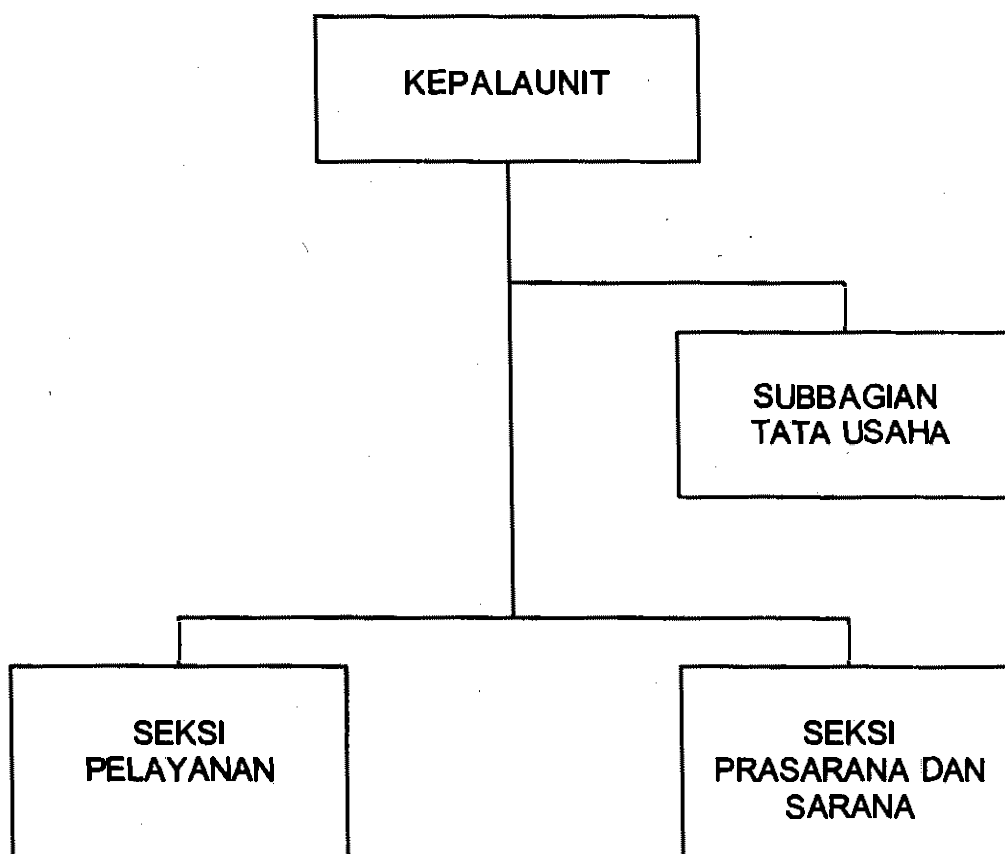 KEPALAUNIT
SUBBAGIAN
TATA USAHA
SEKSI
PELAYANAN
SEKSI
PRASARANA DAN
SARANA